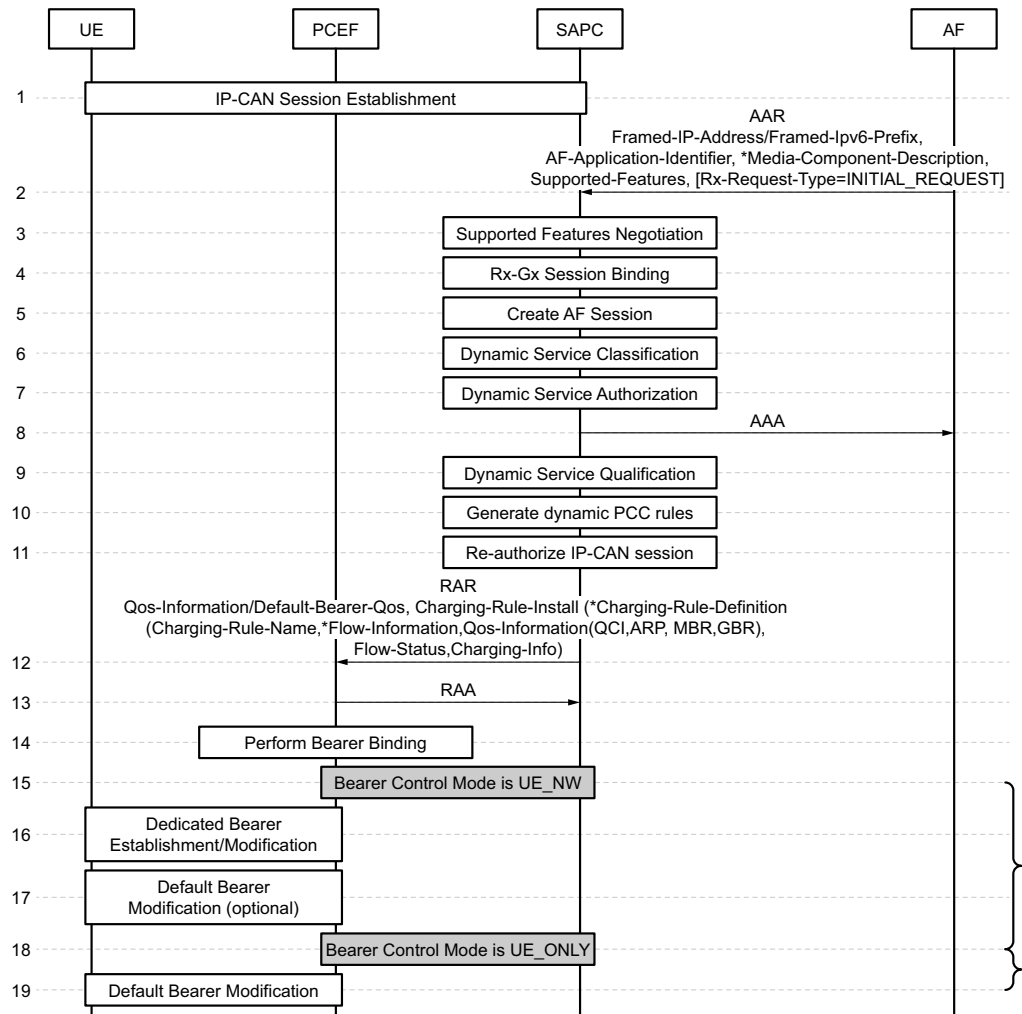 UE PCEF SAPC AF
1 IP-CAN Session Establishment
AAR
Framed-IP-Address/Framed-Ipv6-Prefix,
AF-Application-Identifier, *Media-Component-Description,
Supported-Features, [Rx-Request-Type=INITIAL_REQUEST]
2
3 Supported Features Negotiation
4 Rx-Gx Session Binding
5 Create AF Session
6 Dynamic Service Classification
7 Dynamic Service Authorization
8 AAA
9 Dynamic Service Qualification
10 Generate dynamic PCC rules
11 Re-authorize IP-CAN session
RAR
Qos-Information/Default-Bearer-Qos, Charging-Rule-Install (*Charging-Rule-Definition
(Charging-Rule-Name,*Flow-Information,Qos-Information(QCI,ARP, MBR,GBR),
Flow-Status,Charging-Info)
12
13 RAA
14 Perform Bearer Binding
15 Bearer Control Mode is UE_NW
16 Dedicated Bearer
Establishment/Modification
17 Default Bearer
Modification (optional)
18 Bearer Control Mode is UE_ONLY
19 Default Bearer Modification